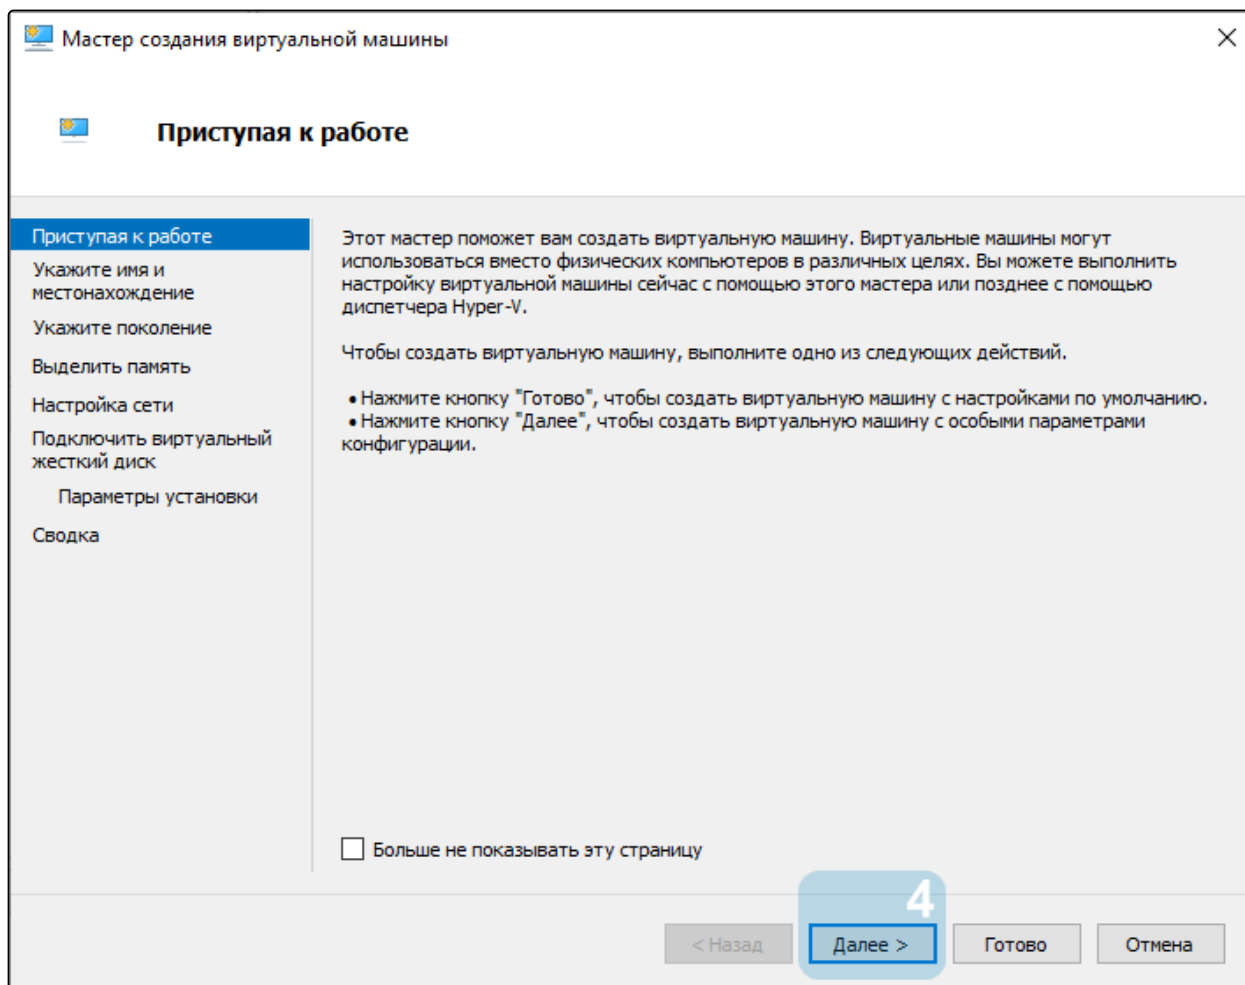 Мастер создания виртуальной машины
Приступая к работе
Приступая к работе
Укажите имя и
местонахождение
Укажите поколение
Выделить память
Настройка сети
Подключить виртуальный
жесткий диск
Параметры установки
Сводка
Этот мастер поможет вам создать виртуальную машину. Виртуальные машины могут
использоваться вместо физических компьютеров в различных целях. Вы можете выполнить
настройку виртуальной машины сейчас с помощью этого мастера или позднее с помощью
диспетчера Hyper-V.
Чтобы создать виртуальную машину, выполните одно из следующих действий.
• Нажмите кнопку "Готово", чтобы создать виртуальную машину с настройками по умолчанию.
• Нажмите кнопку "Далее", чтобы создать виртуальную машину с особыми параметрами
конфигурации.
Больше не показывать эту страницу
4
< Назад
Далее >
Готово
Отмена